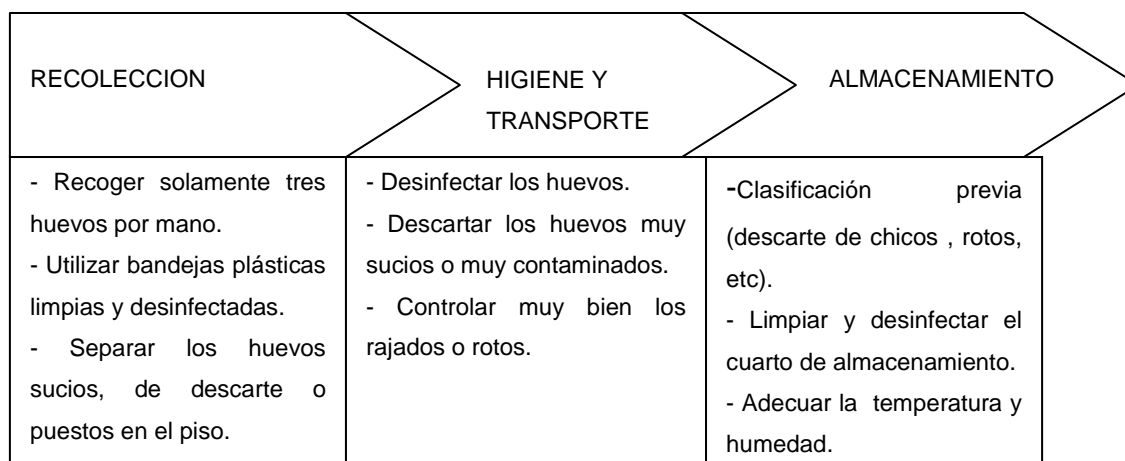 RECOLECCION
HIGIENE Y
TRANSPORTE
ALMACENAMIENTO
- Recoger solamente tres
huevos por mano.
- Utilizar bandejas plásticas
limpias y desinfectadas.
- Separar los huevos
sucios, de descarte o
puestos en el piso.
- Desinfectar los huevos.
- Descartar los huevos muy
sucios o muy contaminados.
- Controlar muy bien los
rajados o rotos.
-Clasificación previa
(descarte de chicos , rotos,
etc).
- Limpiar y desinfectar el
cuarto de almacenamiento.
- Adecuar la temperatura y
humedad.